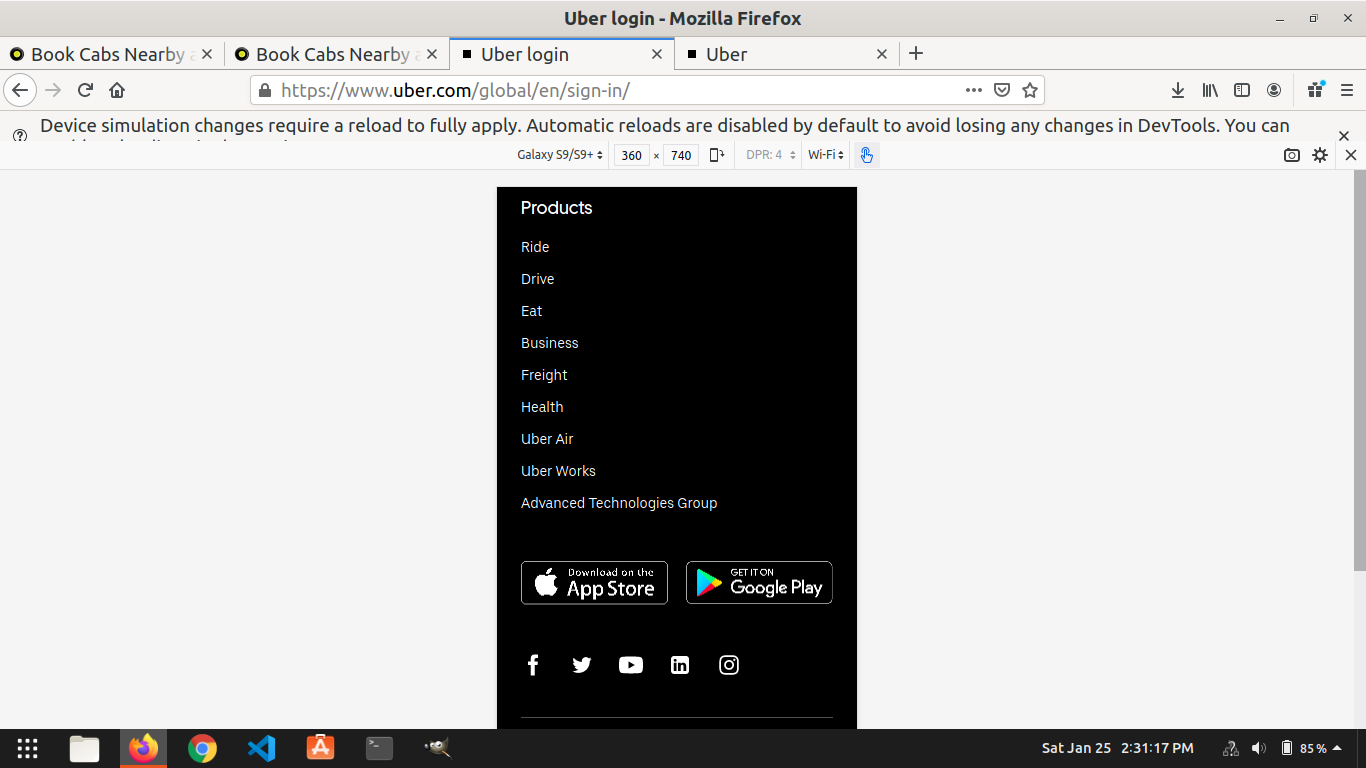 Uber login - Mozilla Firefox
Book Cabs Nearby a
Book Cabs Nearby a
Uber login
Uber
https://www.uber.com/global/en/sign-in/
Device simulation changes require a reload to fully apply. Automatic reloads are disabled by default to avoid losing any changes in DevTools. You can
Galaxy S9/S9+ 360 × 740 DPR: 4 Wi-Fi
Products
Ride
Drive
Eat
Business
Freight
Health
Uber Air
Uber Works
Advanced Technologies Group
Download on the
App Store
GET IT ON
Google Play
Sat Jan 25 2:31:17 PM
85 %